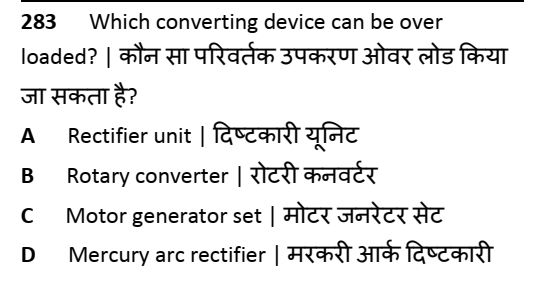 283 Which converting device can be over
loaded? | कौन सा परिवर्तक उपकरण ओवर लोड किया
जा सकता है?
A Rectifier unit | दिष्टकारी यूनिट
B Rotary converter | रोटरी कनवर्टर
C Motor generator set | मोटर जनरेटर सेट
D Mercury arc rectifier | मरकरी आर्क दिष्टकारी